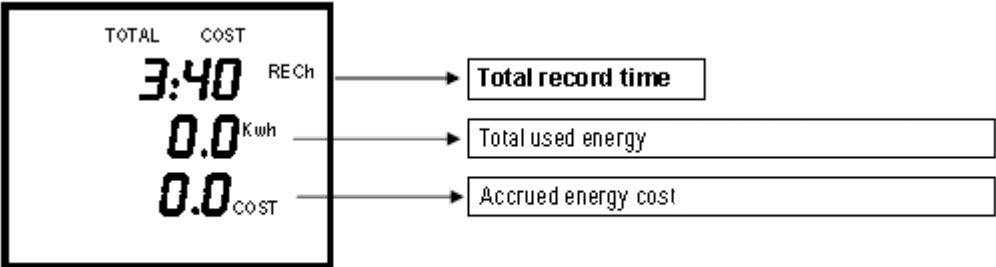 TOTAL COST
3:40 RECh
Total record time
0.0 Kwh
Total used energy
0.0 COST
Accrued energy cost